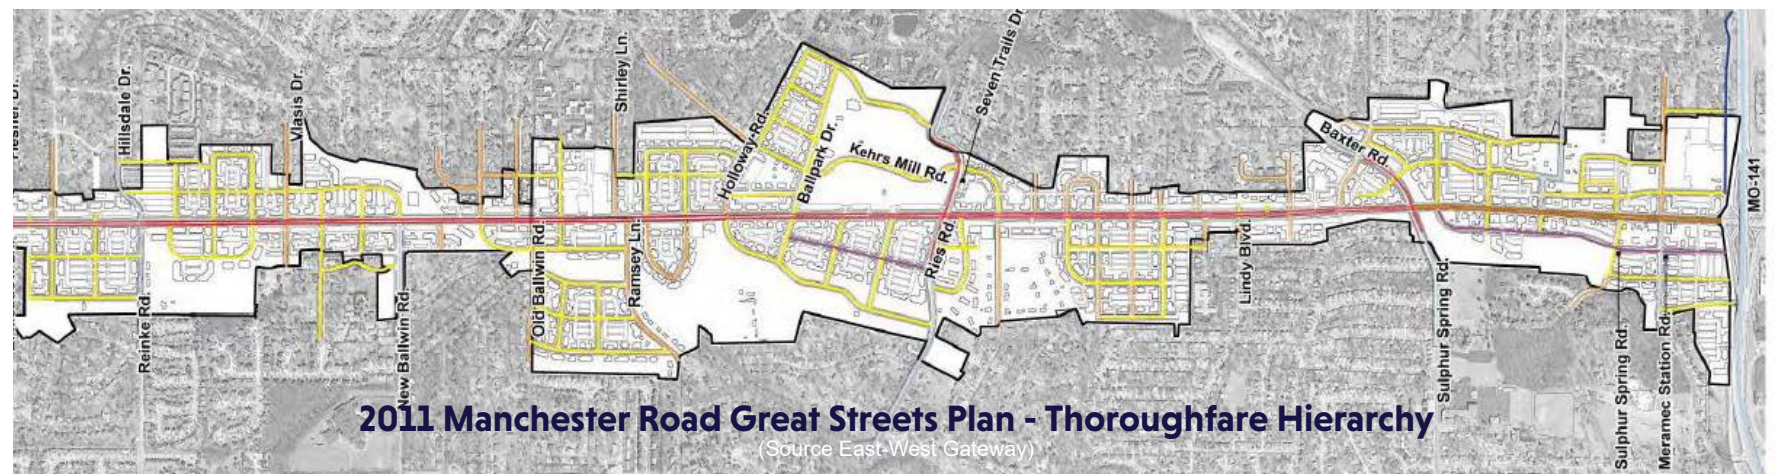 Hillsdale Dr.
Vlasis Dr.
Shirley Ln.
Holloway Rd.
Ballpark Dr.
Kehrs Mill Rd.
Seven Trails Dr.
Baxter Rd.
MO-141
Reinke Rd.
New Ballwin Rd.
Old Ballwin Rd.
Ramsey Ln.
Ries Rd.
Lindy Blvd.
Sulphur Spring Rd.
Sulphur Spring Rd.
Meramec Station Rd.
2011 Manchester Road Great Streets Plan - Thoroughfare Hierarchy
(Source East-West Gateway)